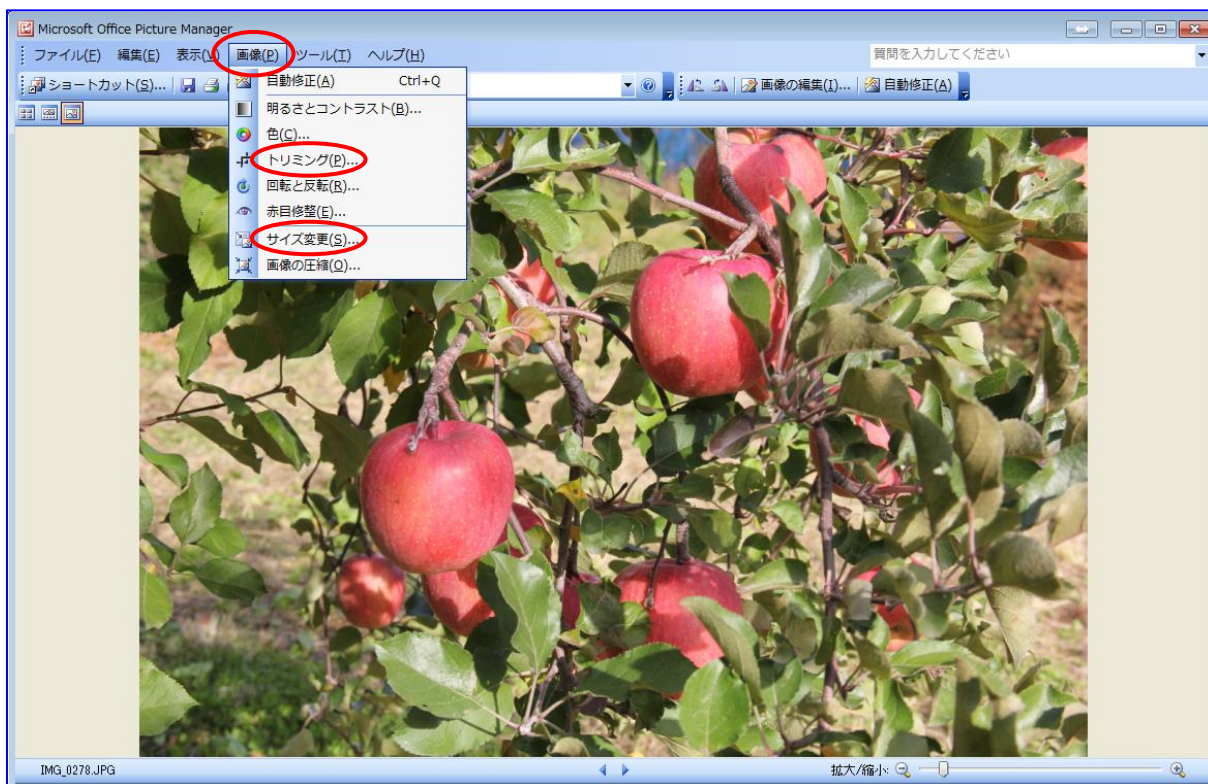 Microsoft Office Picture Manager
ファイル(F) 編集(E) 表示(V) 画像(P) ツール(T) ヘルプ(H) 質問を入力してください
ショートカット(S)... 画像の編集(I)... 自動修正(A)
自動修正(A) Ctrl+Q
明るさとコントラスト(B)...
色(C)...
トリミング(P)...
回転と反転(R)...
赤目修整(E)...
サイズ変更(S)...
画像の圧縮(O)...
IMG_0278.JPG 拡大/縮小: